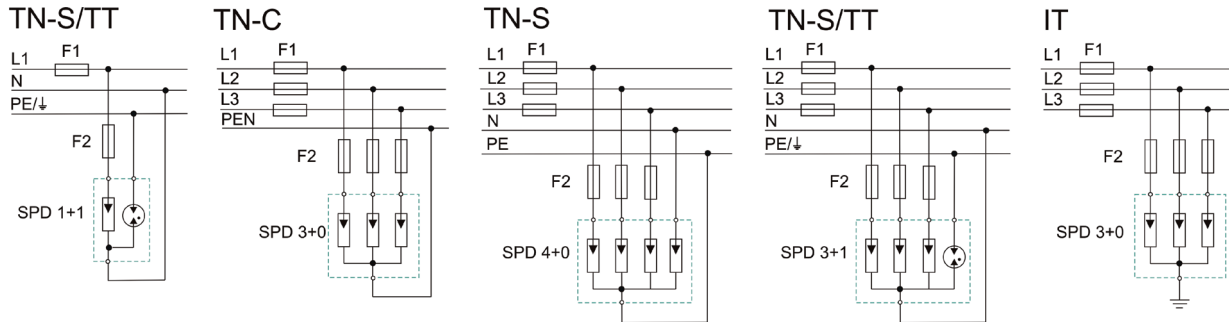 TN-S/TT
F1
L1
N
PE/⏚
F2
SPD 1+1
TN-C
L1
F1
L2
L3
PEN
F2
SPD 3+0
TN-S
L1
F1
L2
L3
N
PE
F2
SPD 4+0
TN-S/TT
L1
F1
L2
L3
N
PE/⏚
F2
SPD 3+1
IT
L1
F1
L2
L3
F2
SPD 3+0